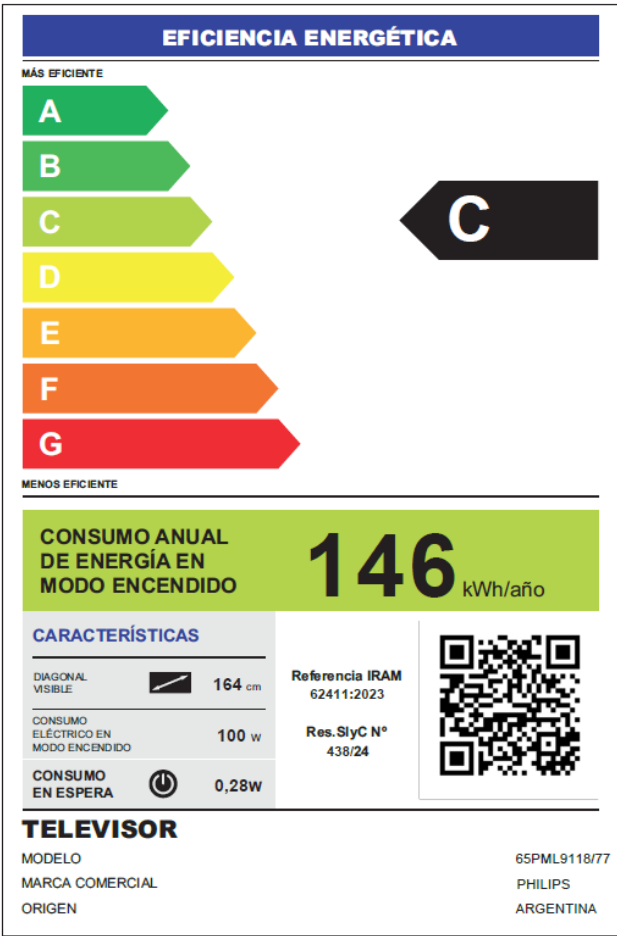 EFICIENCIA ENERGÉTICA
MÁS EFICIENTE
A
B
C
C
D
E
F
G
MENOS EFICIENTE
CONSUMO ANUAL
DE ENERGÍA EN
MODO ENCENDIDO
146 kWh/año
CARACTERÍSTICAS
DIAGONAL
VISIBLE
164 cm
CONSUMO
ELÉCTRICO EN
MODO ENCENDIDO
100 w
CONSUMO
EN ESPERA
0,28w
Referencia IRAM
62411:2023
Res.SIyC Nº
438/24
TELEVISOR
MODELO 65PML9118/77
MARCA COMERCIAL PHILIPS
ORIGEN ARGENTINA